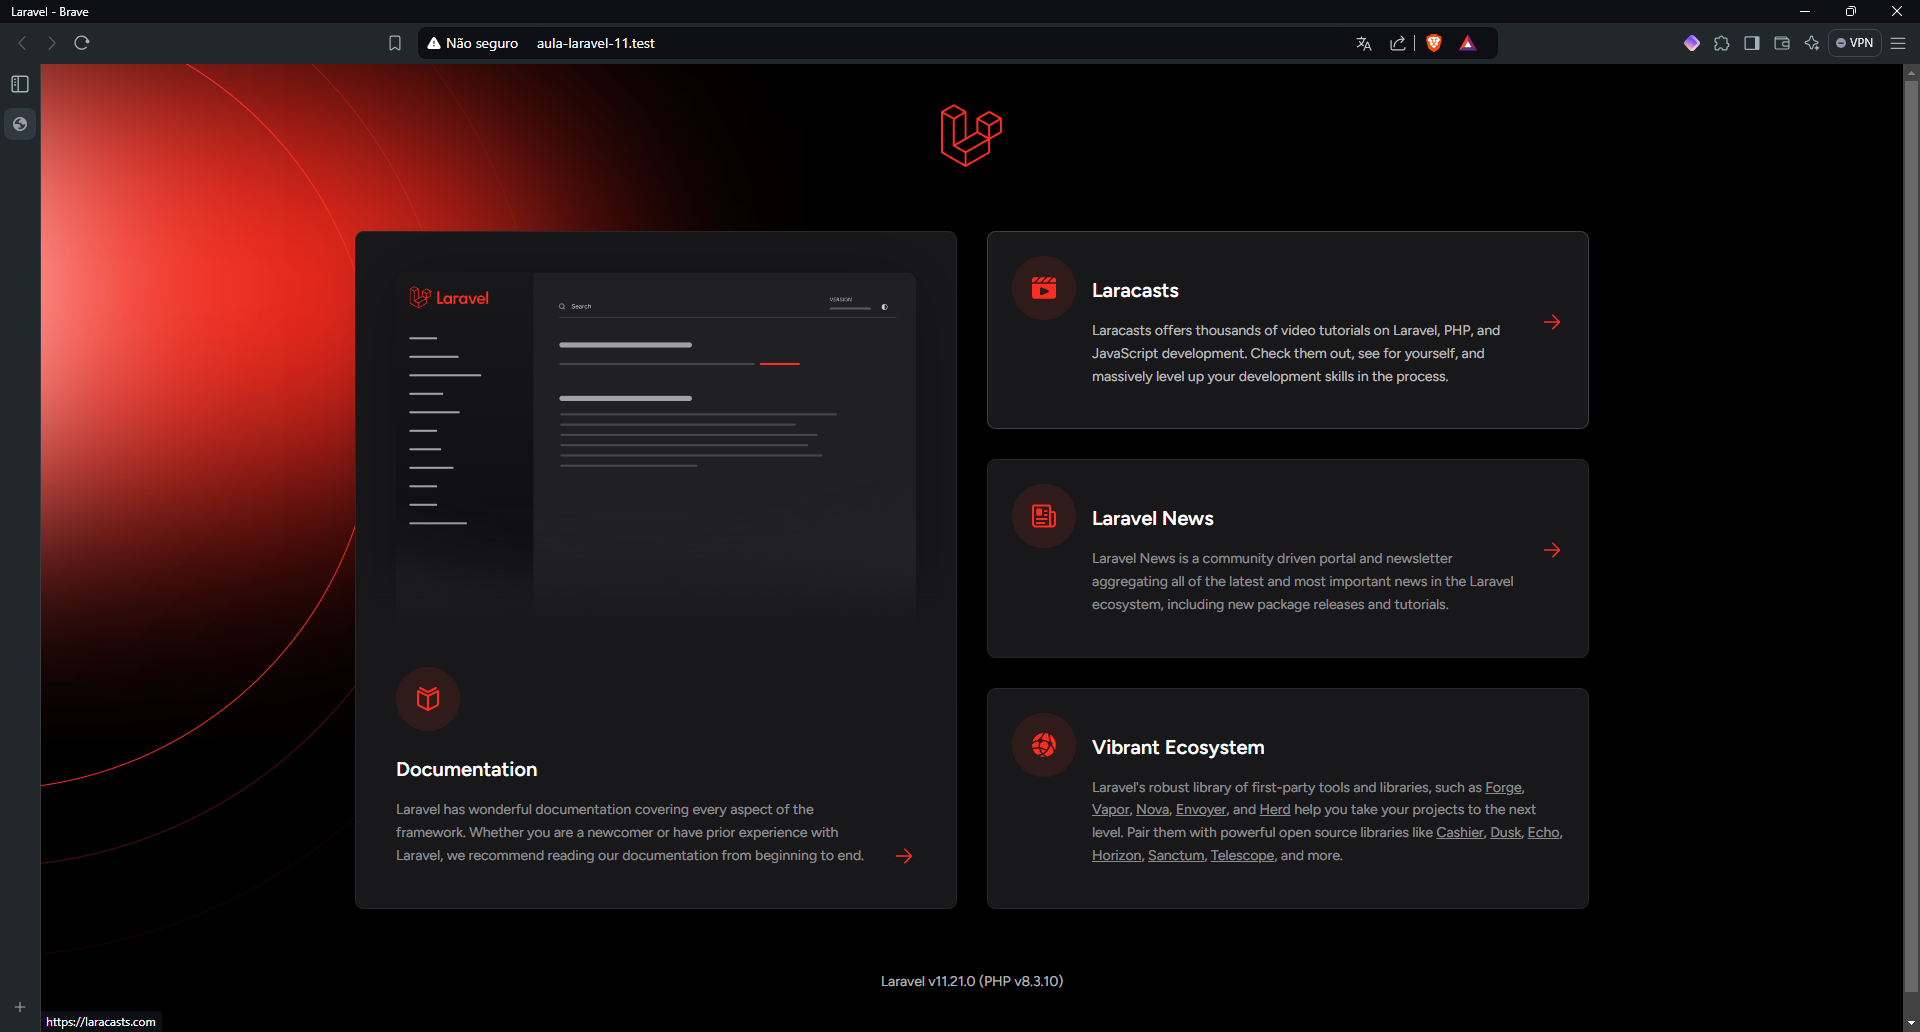 Laravel - Brave
Não seguro
aula-laravel-11.test
VPN
Laravel
Search
VERSION
Documentation
Laravel has wonderful documentation covering every aspect of the
framework. Whether you are a newcomer or have prior experience with
Laravel, we recommend reading our documentation from beginning to end.
Laracasts
Laracasts offers thousands of video tutorials on Laravel, PHP, and
JavaScript development. Check them out, see for yourself, and
massively level up your development skills in the process.
Laravel News
Laravel News is a community driven portal and newsletter
aggregating all of the latest and most important news in the Laravel
ecosystem, including new package releases and tutorials.
Vibrant Ecosystem
Laravel's robust library of first-party tools and libraries, such as Forge,
Vapor, Nova, Envoyer, and Herd help you take your projects to the next
level. Pair them with powerful open source libraries like Cashier, Dusk, Echo,
Horizon, Sanctum, Telescope, and more.
Laravel v11.21.0 (PHP v8.3.10)
https://laracasts.com